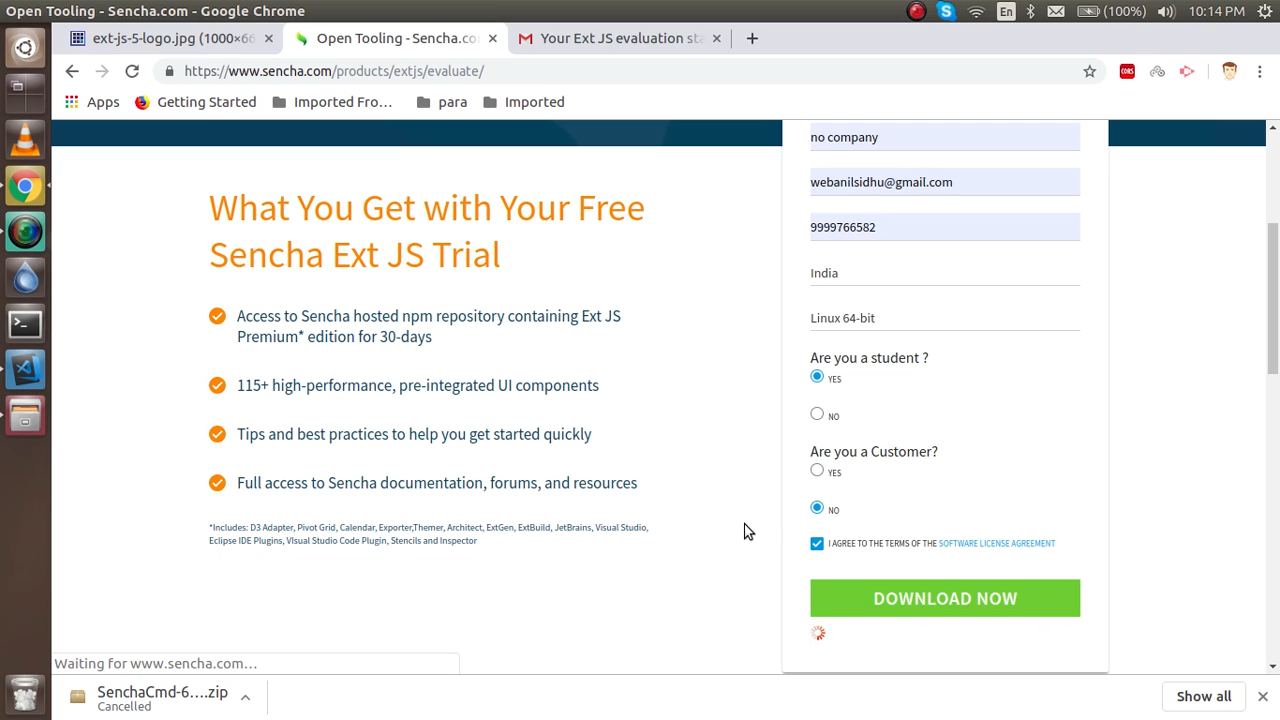 Open Tooling - Sencha.com - Google Chrome
En
(100%)
10:14 PM
ext-js-5-logo.jpg (1000×66
Open Tooling - Sencha.co
Your Ext JS evaluation sta
https://www.sencha.com/products/extjs/evaluate/
CORS
Apps
Getting Started
Imported Fro…
para
Imported
What You Get with Your Free
Sencha Ext JS Trial
Access to Sencha hosted npm repository containing Ext JS
Premium* edition for 30-days
115+ high-performance, pre-integrated UI components
Tips and best practices to help you get started quickly
Full access to Sencha documentation, forums, and resources
*Includes: D3 Adapter, Pivot Grid, Calendar, Exporter,Themer, Architect, ExtGen, ExtBuild, JetBrains, Visual Studio,
Eclipse IDE Plugins, VIsual Studio Code Plugin, Stencils and Inspector
no company
webanilsidhu@gmail.com
9999766582
India
Linux 64-bit
Are you a student ?
YES
NO
Are you a Customer?
YES
NO
I AGREE TO THE TERMS OF THE SOFTWARE LICENSE AGREEMENT
DOWNLOAD NOW
Waiting for www.sencha.com…
SenchaCmd-6….zip
Cancelled
Show all